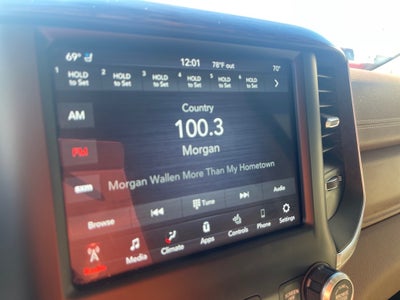 69° 12:01 78°F out 70°
1 HOLD to Set 2 HOLD to Set 3 HOLD to Set 4 HOLD to Set 5 HOLD to Set 6 HOLD to Set
Country
AM
100.3
FM
Morgan
SXM
Morgan Wallen More Than My Hometown
Browse
Tune
Audio
Radio
Media
Climate
Apps
Controls
Phone
Settings